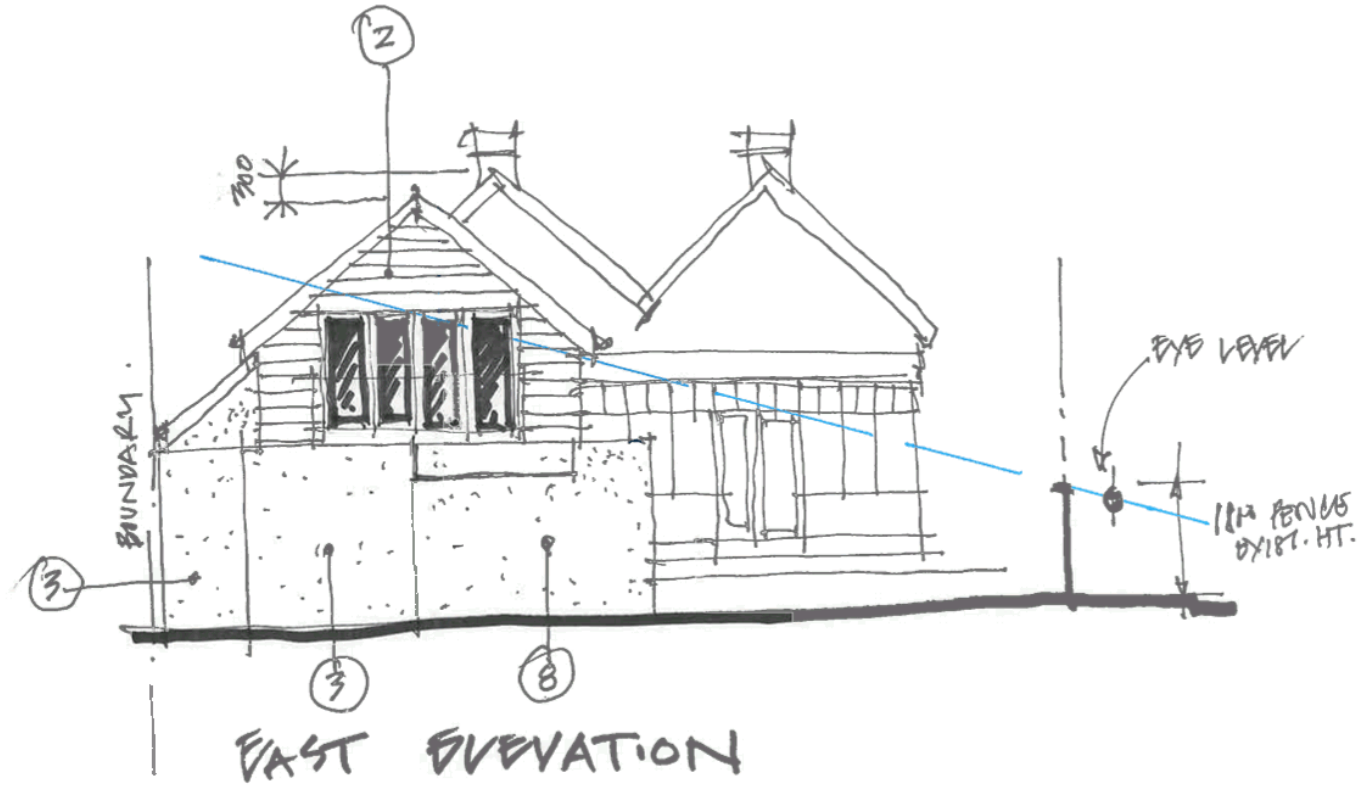 2
300
EYE LEVEL
1.8M FENCE
EXIST. HT.
BOUNDARY.
3
3
8
EAST ELEVATION